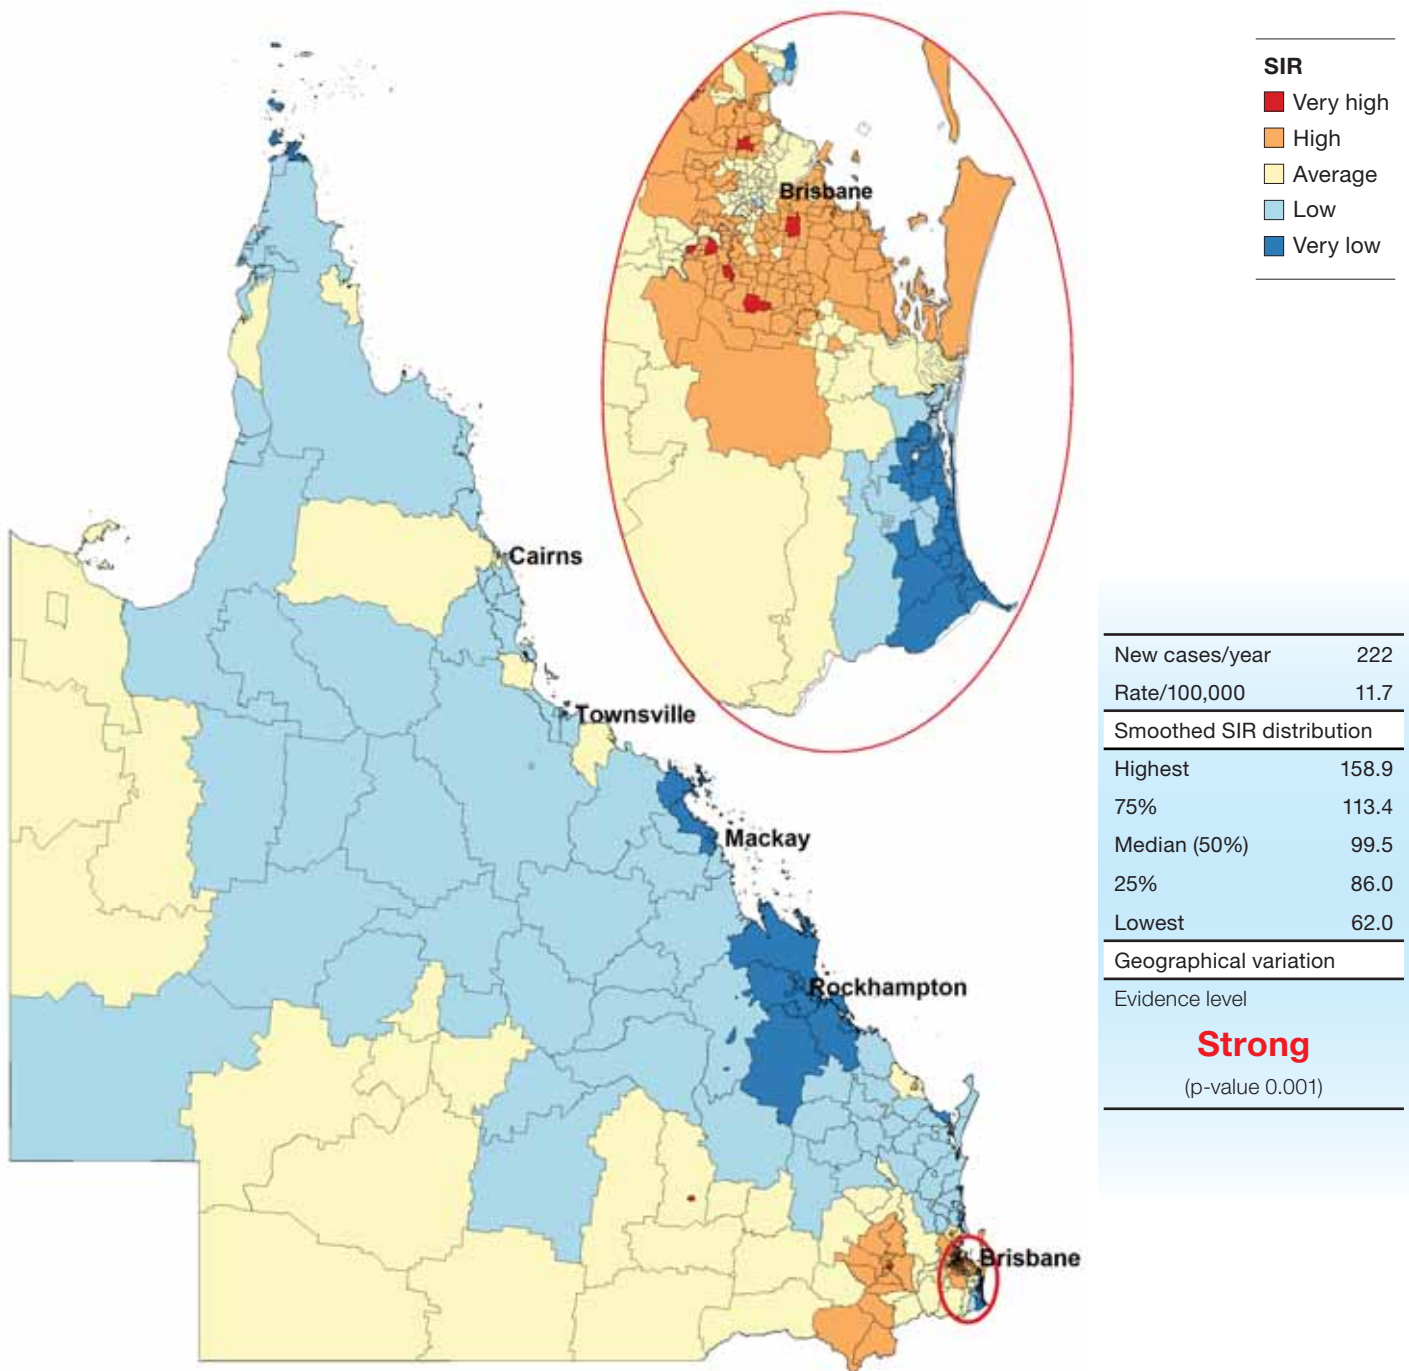 SIR
Very high
High
Average
Low
Very low
Brisbane
Cairns
Townsville
Mackay
Rockhampton
Brisbane
New cases/year 222
Rate/100,000 11.7
Smoothed SIR distribution
Highest 158.9
75% 113.4
Median (50%) 99.5
25% 86.0
Lowest 62.0
Geographical variation
Evidence level
Strong
(p-value 0.001)